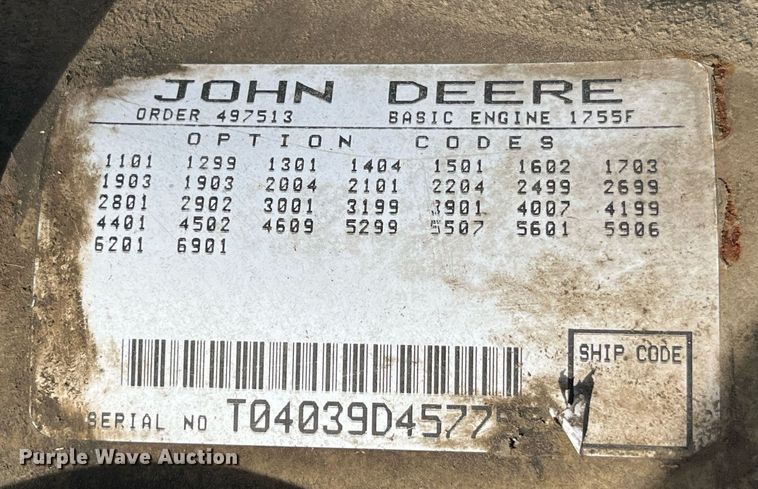 JOHN DEERE
ORDER 497513 BASIC ENGINE 1755F
OPTION CODES
1101 1299 1301 1404 1501 1602 1703
1903 1903 2004 2101 2204 2499 2699
2801 2902 3001 3199 3901 4007 4199
4401 4502 4609 5299 5507 5601 5906
6201 6901
SHIP CODE
SERIAL NO
Purple Wave Auction